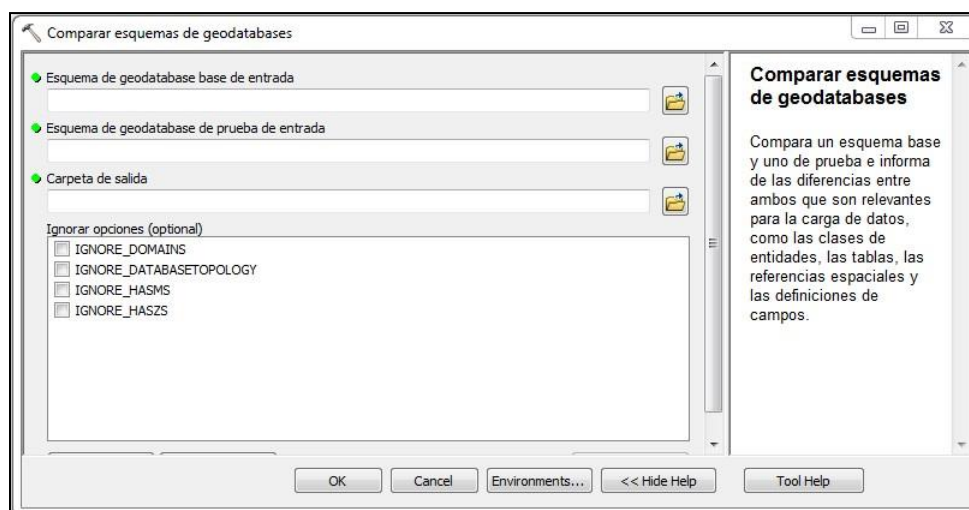 Comparar esquemas de geodatabases
Esquema de geodatabase base de entrada
Esquema de geodatabase de prueba de entrada
Carpeta de salida
Ignorar opciones (optional)
IGNORE_DOMAINS
IGNORE_DATABASETOPOLOGY
IGNORE_HASMS
IGNORE_HASZS
OK
Cancel
Environments...
<< Hide Help
Tool Help
Comparar esquemas
de geodatabases
Compara un esquema base
y uno de prueba e informa
de las diferencias entre
ambos que son relevantes
para la carga de datos,
como las clases de
entidades, las tablas, las
referencias espaciales y
las definiciones de
campos.